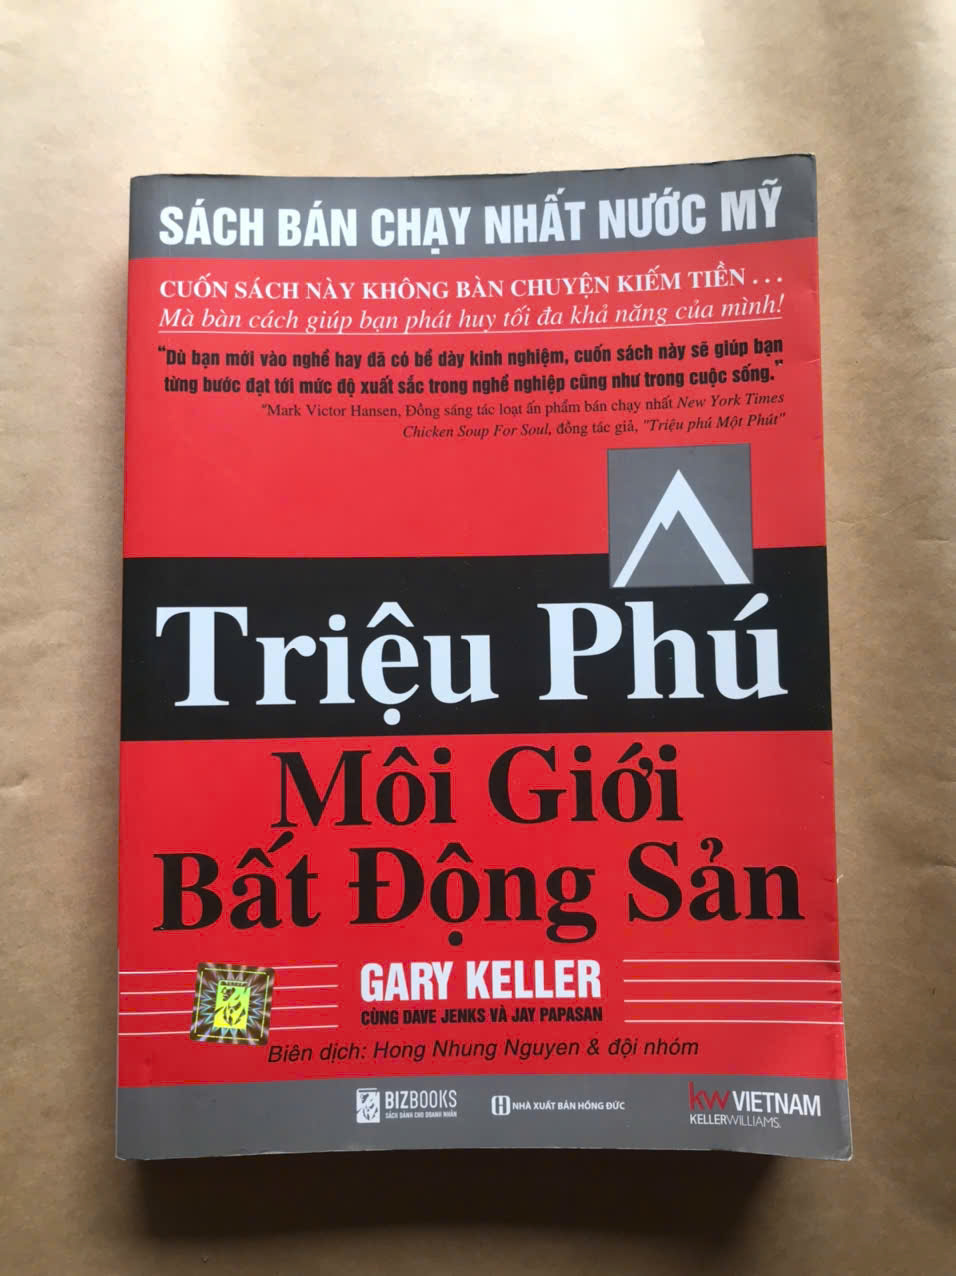 SÁCH BÁN CHẠY NHẤT NƯỚC MỸ
CUỐN SÁCH NÀY KHÔNG BÀN CHUYỆN KIẾM TIỀN . . .
Mà bàn cách giúp bạn phát huy tối đa khả năng của mình!
“Dù bạn mới vào nghề hay đã có bề dày kinh nghiệm, cuốn sách này sẽ giúp bạn
từng bước đạt tới mức độ xuất sắc trong nghề nghiệp cũng như trong cuộc sống.”
"Mark Victor Hansen, Đồng sáng tác loạt ấn phẩm bán chạy nhất New York Times
Chicken Soup For Soul, đồng tác giả, "Triệu phú Một Phút"
Triệu Phú
Môi Giới
Bất Động Sản
GARY KELLER
CÙNG DAVE JENKS VÀ JAY PAPASAN
Biên dịch: Hong Nhung Nguyen & đội nhóm
BIZBOOKS
SÁCH DÀNH CHO DOANH NHÂN
NHÀ XUẤT BẢN HỒNG ĐỨC
kw VIETNAM
KELLERWILLIAMS.